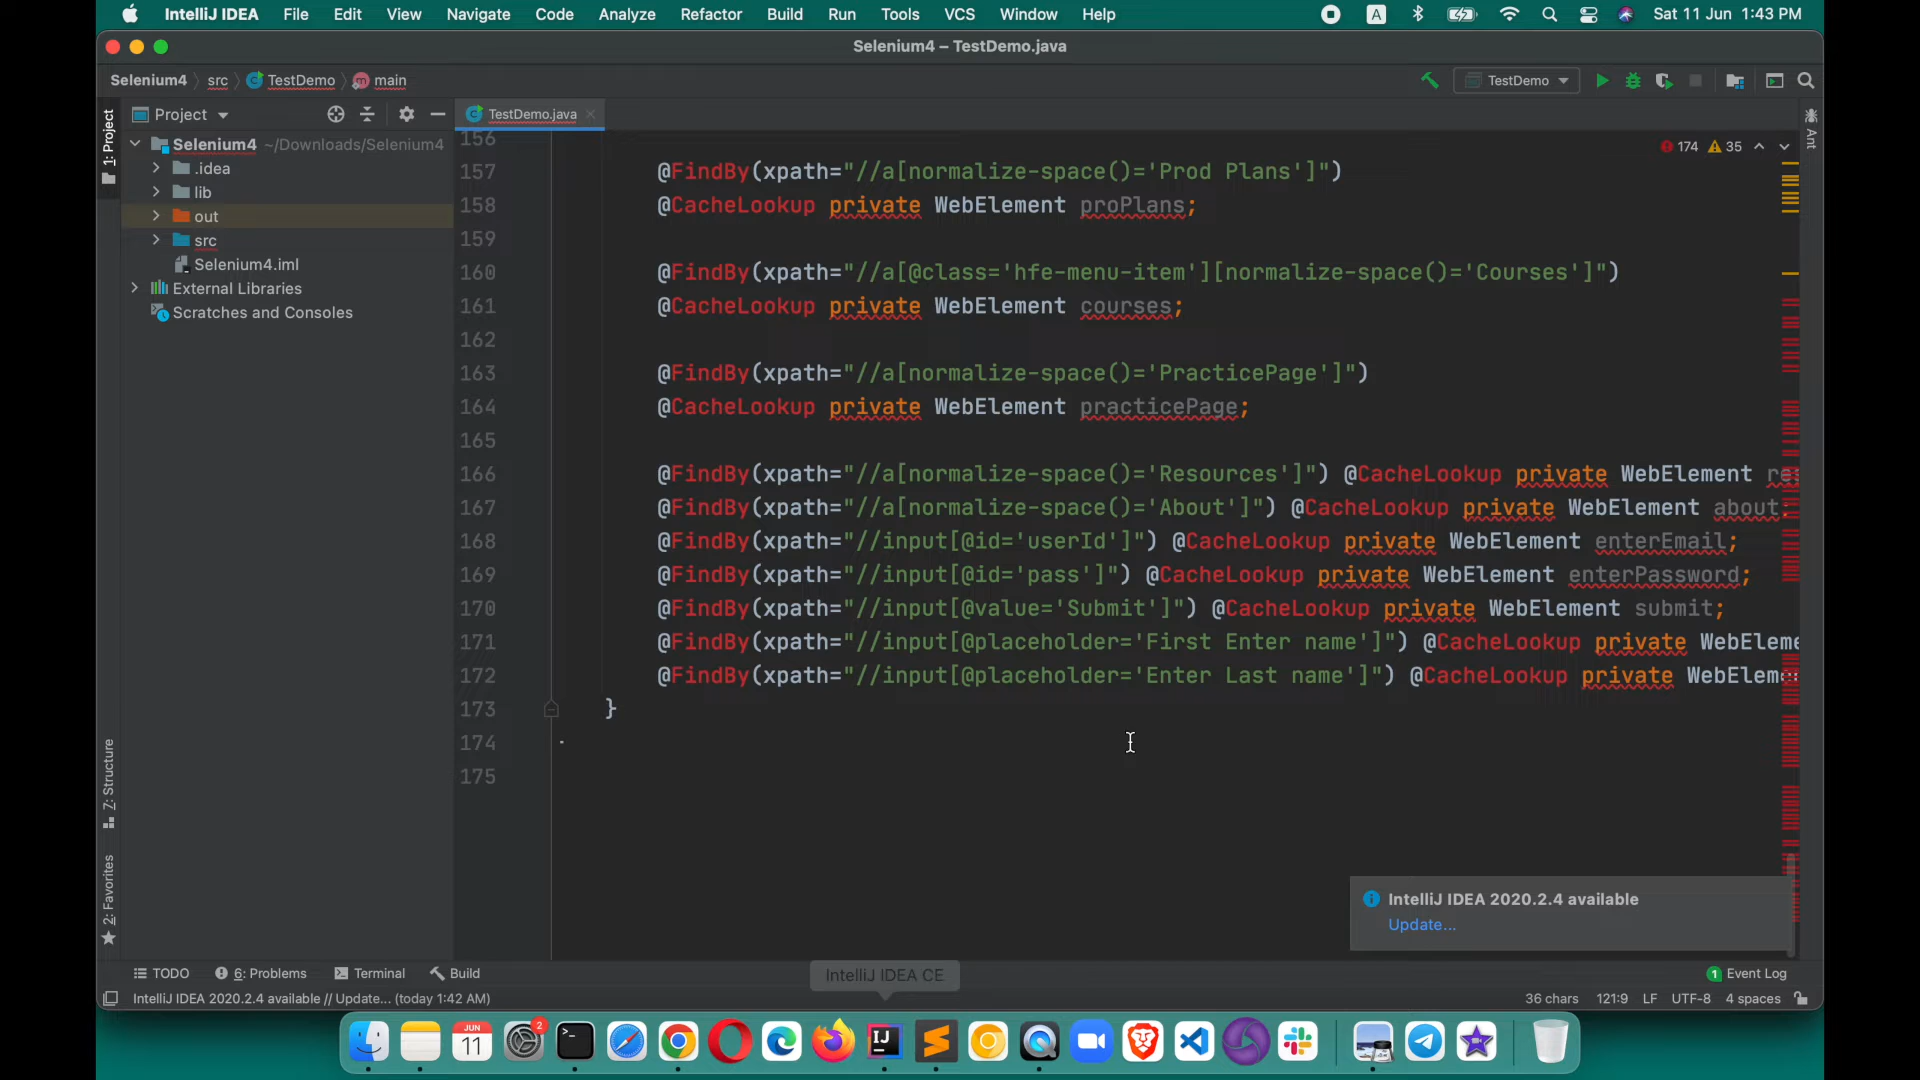 IntelliJ IDEA File Edit View Navigate Code Analyze Refactor Build Run Tools VCS Window Help A Sat 11 Jun 1:43 PM
Selenium4 – TestDemo.java
Selenium4 src TestDemo main TestDemo
1: Project
Project
TestDemo.java
Ant
Selenium4 ~/Downloads/Selenium4
.idea
lib
out
src
Selenium4.iml
External Libraries
Scratches and Consoles
174 35
156
157 @FindBy(xpath="//a[normalize-space()='Prod Plans']")
158 @CacheLookup private WebElement proPlans;
159
160 @FindBy(xpath="//a[@class='hfe-menu-item'][normalize-space()='Courses']")
161 @CacheLookup private WebElement courses;
162
163 @FindBy(xpath="//a[normalize-space()='PracticePage']")
164 @CacheLookup private WebElement practicePage;
165
166 @FindBy(xpath="//a[normalize-space()='Resources']") @CacheLookup private WebElement res
167 @FindBy(xpath="//a[normalize-space()='About']") @CacheLookup private WebElement about;
168 @FindBy(xpath="//input[@id='userId']") @CacheLookup private WebElement enterEmail;
169 @FindBy(xpath="//input[@id='pass']") @CacheLookup private WebElement enterPassword;
170 @FindBy(xpath="//input[@value='Submit']") @CacheLookup private WebElement submit;
171 @FindBy(xpath="//input[@placeholder='First Enter name']") @CacheLookup private WebEleme
172 @FindBy(xpath="//input[@placeholder='Enter Last name']") @CacheLookup private WebElem
173 }
174
175
Z: Structure
2: Favorites
IntelliJ IDEA 2020.2.4 available
Update...
TODO 6: Problems Terminal Build
IntelliJ IDEA CE
1 Event Log
IntelliJ IDEA 2020.2.4 available // Update... (today 1:42 AM)
36 chars 121:9 LF UTF-8 4 spaces
JUN
11
2
IJ